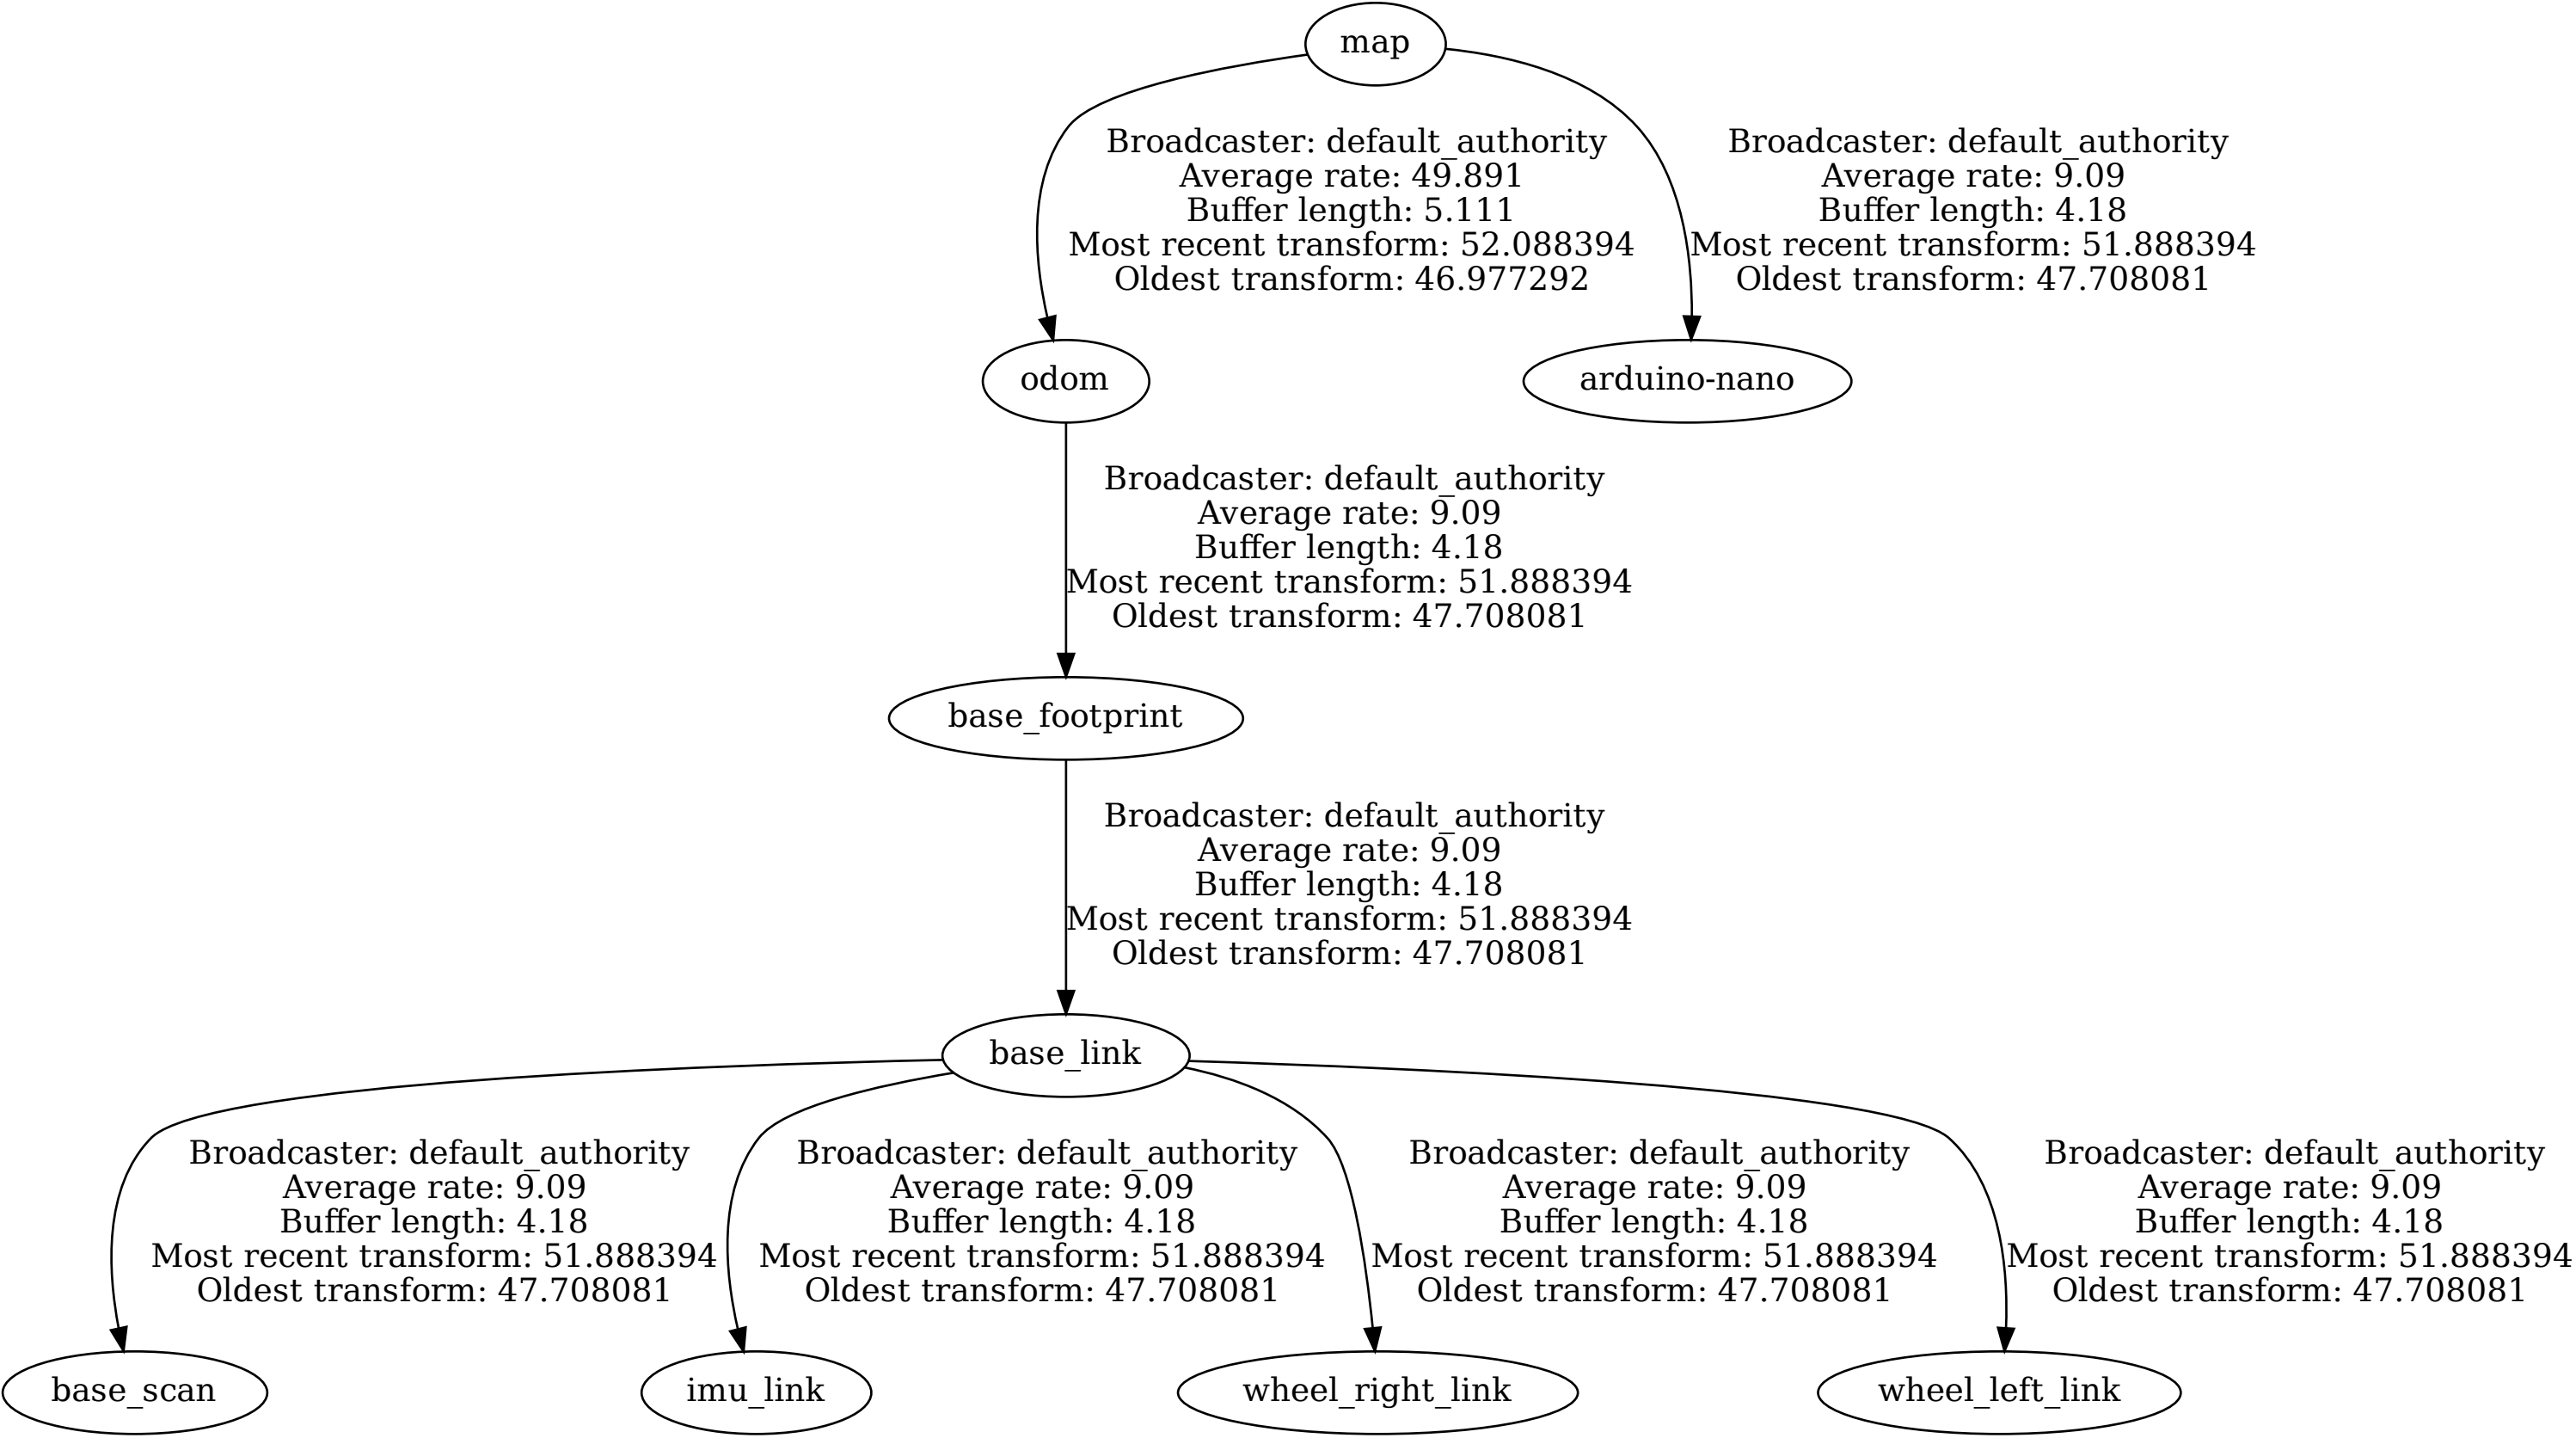 map
Broadcaster: default_authority
Average rate: 49.891
Buffer length: 5.111
Most recent transform: 52.088394
Oldest transform: 46.977292
Broadcaster: default_authority
Average rate: 9.09
Buffer length: 4.18
Most recent transform: 51.888394
Oldest transform: 47.708081
odom
arduino-nano
Broadcaster: default_authority
Average rate: 9.09
Buffer length: 4.18
Most recent transform: 51.888394
Oldest transform: 47.708081
base_footprint
Broadcaster: default_authority
Average rate: 9.09
Buffer length: 4.18
Most recent transform: 51.888394
Oldest transform: 47.708081
base_link
Broadcaster: default_authority
Average rate: 9.09
Buffer length: 4.18
Most recent transform: 51.888394
Oldest transform: 47.708081
Broadcaster: default_authority
Average rate: 9.09
Buffer length: 4.18
Most recent transform: 51.888394
Oldest transform: 47.708081
Broadcaster: default_authority
Average rate: 9.09
Buffer length: 4.18
Most recent transform: 51.888394
Oldest transform: 47.708081
Broadcaster: default_authority
Average rate: 9.09
Buffer length: 4.18
Most recent transform: 51.888394
Oldest transform: 47.708081
base_scan
imu_link
wheel_right_link
wheel_left_link